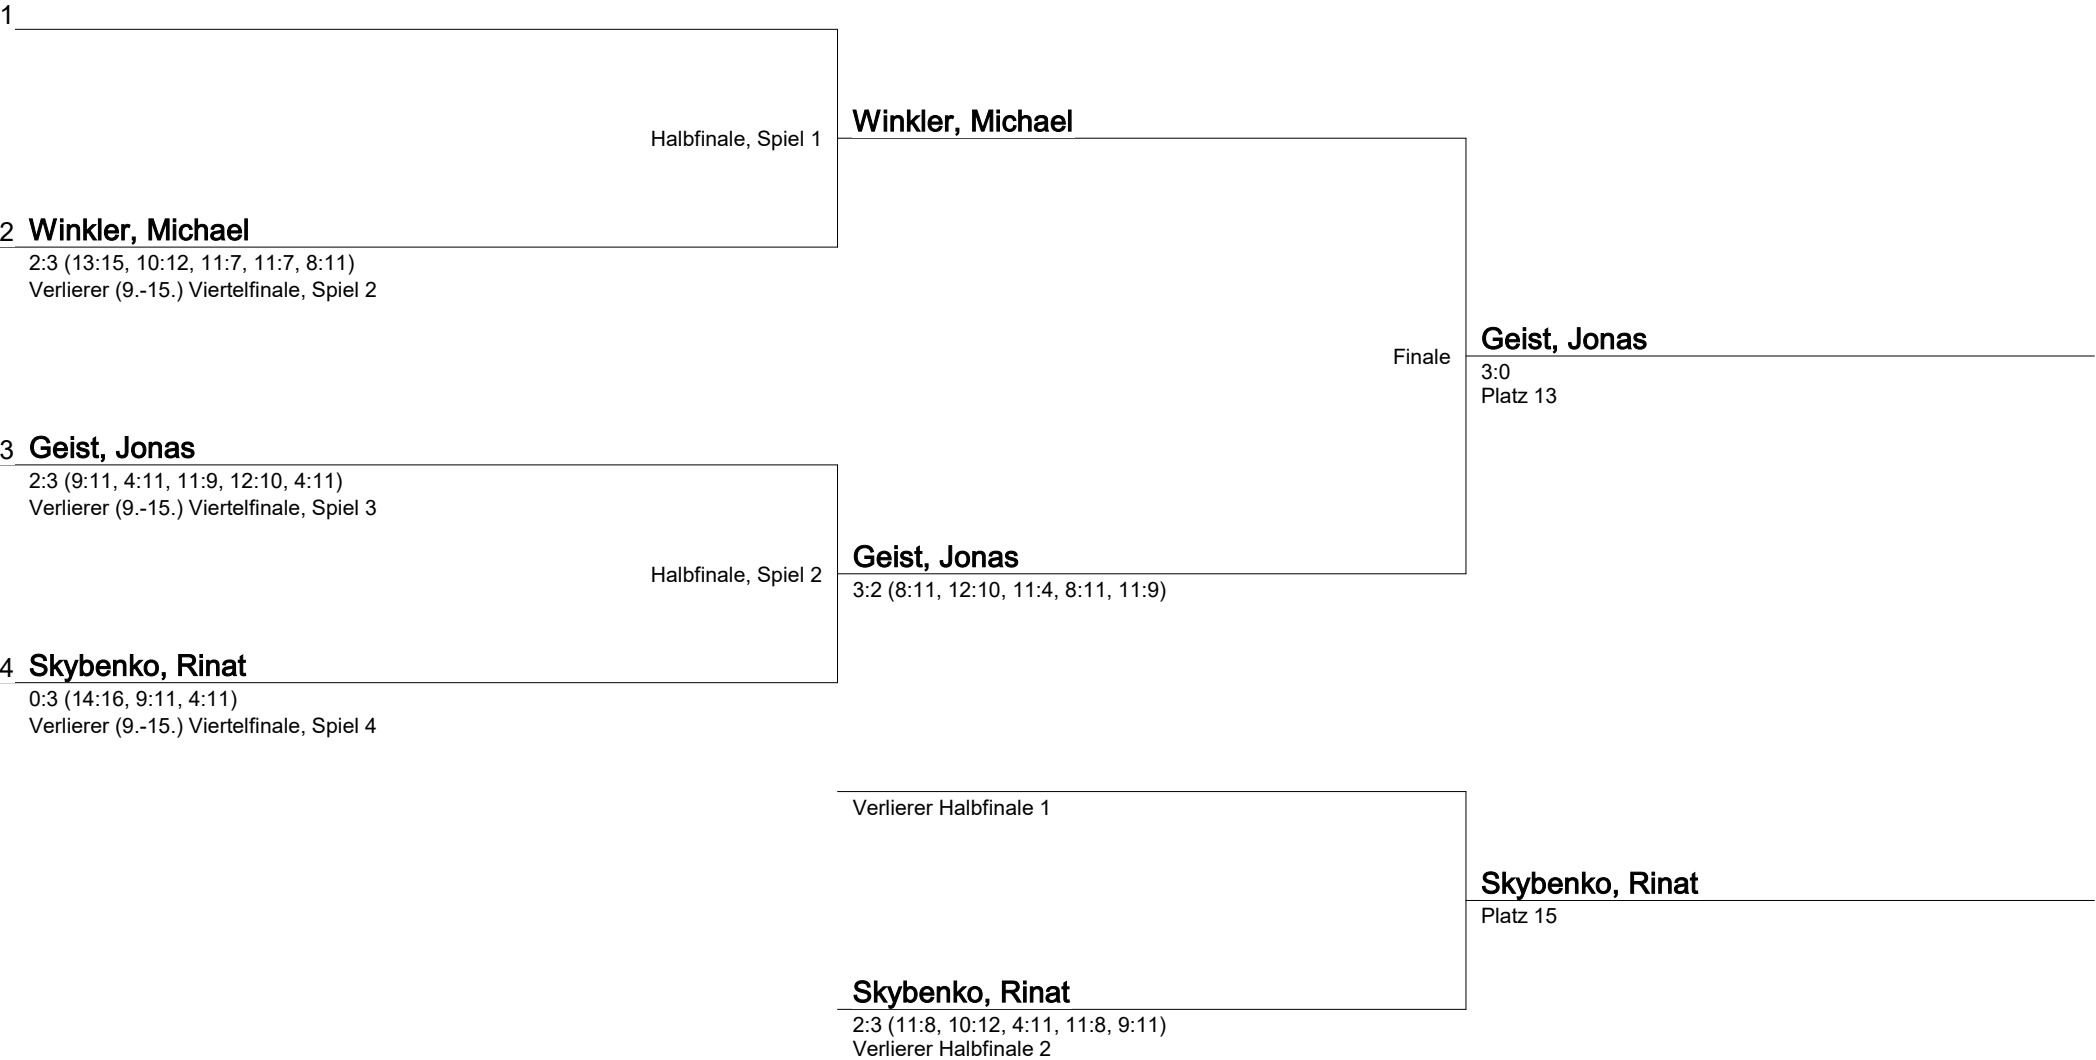 1
Winkler, Michael
Halbfinale, Spiel 1
2 Winkler, Michael
2:3 (13:15, 10:12, 11:7, 11:7, 8:11)
Verlierer (9.-15.) Viertelfinale, Spiel 2
Geist, Jonas
Finale
3:0
Platz 13
3 Geist, Jonas
2:3 (9:11, 4:11, 11:9, 12:10, 4:11)
Verlierer (9.-15.) Viertelfinale, Spiel 3
Geist, Jonas
Halbfinale, Spiel 2
3:2 (8:11, 12:10, 11:4, 8:11, 11:9)
4 Skybenko, Rinat
0:3 (14:16, 9:11, 4:11)
Verlierer (9.-15.) Viertelfinale, Spiel 4
Verlierer Halbfinale 1
Skybenko, Rinat
Platz 15
Skybenko, Rinat
2:3 (11:8, 10:12, 4:11, 11:8, 9:11)
Verlierer Halbfinale 2